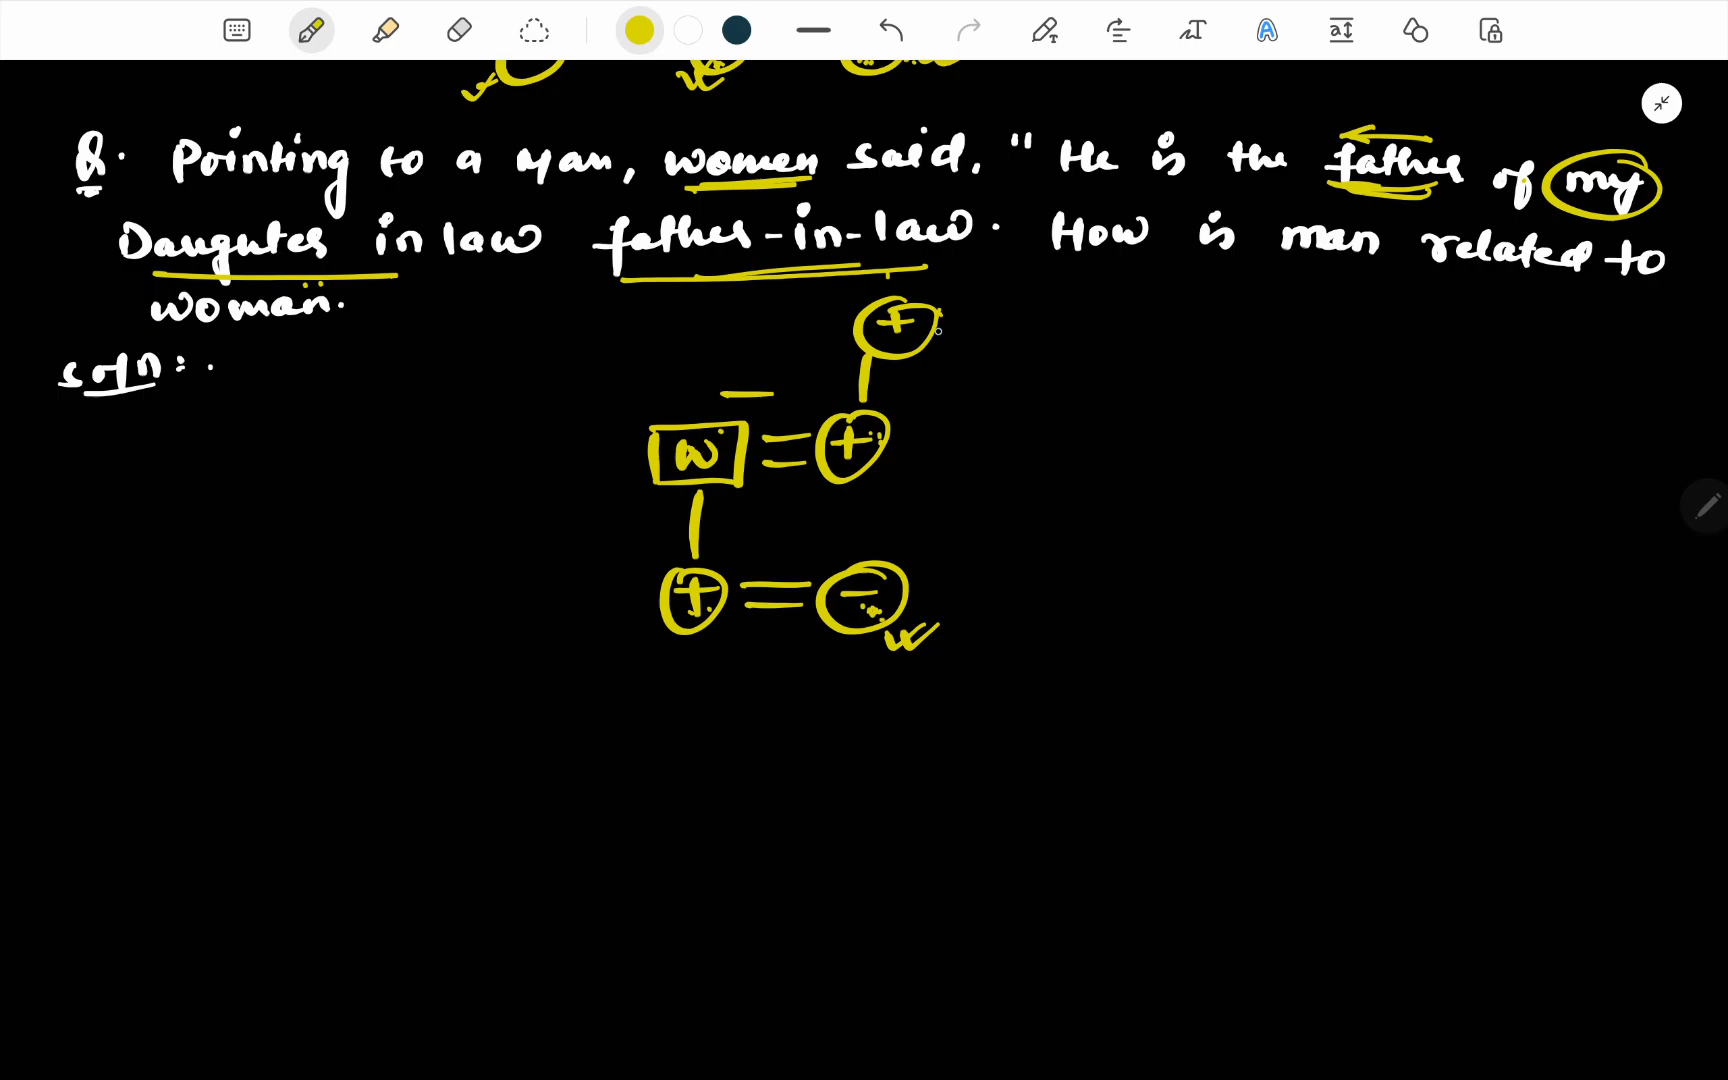 Q. Pointing to a man, women said. "He is the father of my
Daughter in law father-in-law. How is man related to
woman.
soln:.
+
—
W = +
+ = -